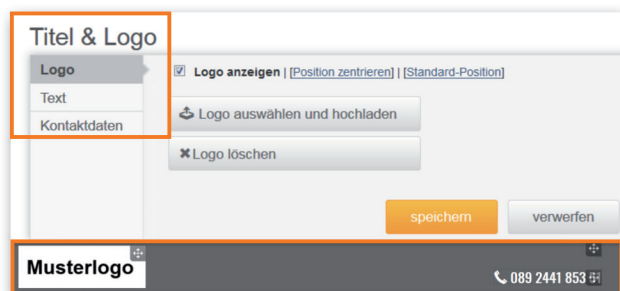 Titel & Logo
Logo
Text
Kontaktdaten
Logo anzeigen | [Position zentrieren] | [Standard-Position]
Logo auswählen und hochladen
Logo löschen
speichern
verwerfen
Musterlogo
089 2441 853